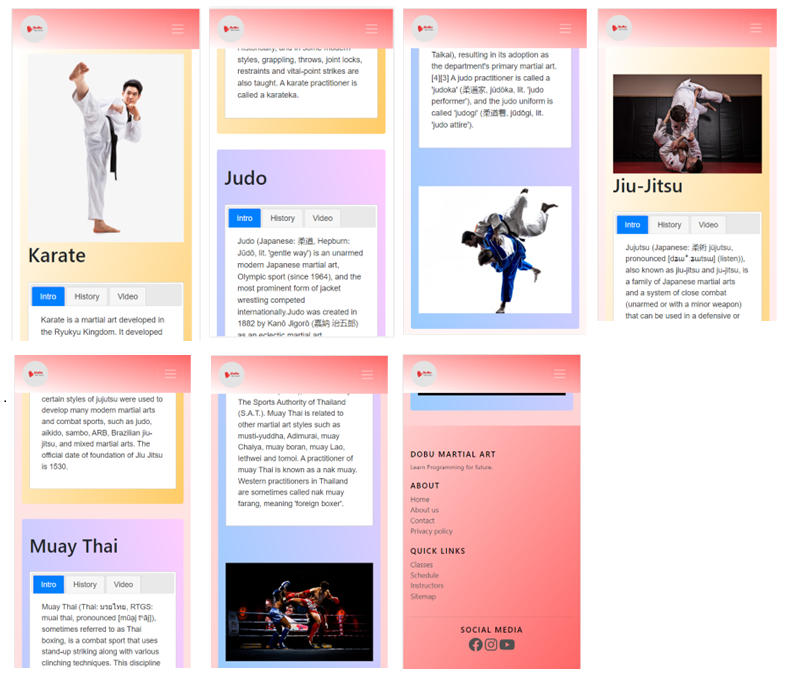 Karate
Intro
History
Video
Karate is a martial art developed in
the Ryukyu Kingdom. It developed
Historically, and in some modern
styles, grappling, throws, joint locks,
restraints and vital-point strikes are
also taught. A karate practitioner is
called a karateka.
Judo
Intro
History
Video
Judo (Japanese: 柔道, Hepburn:
Jūdō, lit. 'gentle way') is an unarmed
modern Japanese martial art,
Olympic sport (since 1964), and the
most prominent form of jacket
wrestling competed
internationally.Judo was created in
1882 by Kanō Jigorō (嘉納 治五郎)
as an eclectic martial art
Taikai), resulting in its adoption as
the department's primary martial art.
[4][3] A judo practitioner is called a
'judoka' (柔道家, jūdōka, lit. 'judo
performer'), and the judo uniform is
called 'judogi' (柔道着, jūdōgi, lit.
'judo attire').
Jiu-Jitsu
Intro
History
Video
Jujutsu (Japanese: 柔術 jūjutsu,
pronounced (listen)),
also known as jiu-jitsu and ju-jitsu, is
a family of Japanese martial arts
and a system of close combat
(unarmed or with a minor weapon)
that can be used in a defensive or
certain styles of jujutsu were used to
develop many modern martial arts
and combat sports, such as judo,
aikido, sambo, ARB, Brazilian jiu-
jitsu, and mixed martial arts. The
official date of foundation of Jiu Jitsu
is 1530.
Muay Thai
Intro
History
Video
Muay Thai (Thai: มวยไทย, RTGS:
muai thai, pronounced [mūaj tʰāj]),
sometimes referred to as Thai
boxing, is a combat sport that uses
stand-up striking along with various
clinching techniques. This discipline
The Sports Authority of Thailand
(S.A.T.). Muay Thai is related to
other martial art styles such as
musti-yuddha, Adimurai, muay
Chaiya, muay boran, muay Lao,
lethwei and tomoi. A practitioner of
muay Thai is known as a nak muay.
Western practitioners in Thailand
are sometimes called nak muay
farang, meaning 'foreign boxer'.
DOBU MARTIAL ART
Learn Programming for future.
ABOUT
Home
About us
Contact
Privacy policy
QUICK LINKS
Classes
Schedule
Instructors
Sitemap
SOCIAL MEDIA